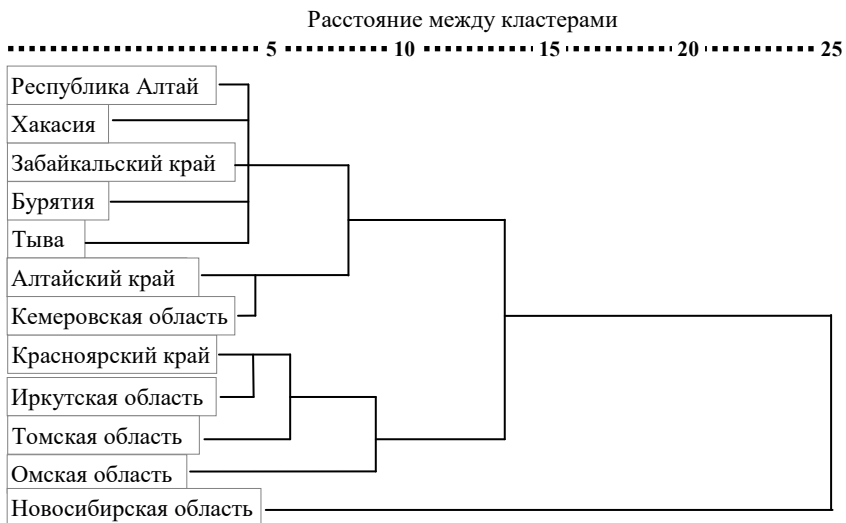 Расстояние между кластерами
5 10 15 20 25
Республика Алтай
Хакасия
Забайкальский край
Бурятия
Тыва
Алтайский край
Кемеровская область
Красноярский край
Иркутская область
Томская область
Омская область
Новосибирская область